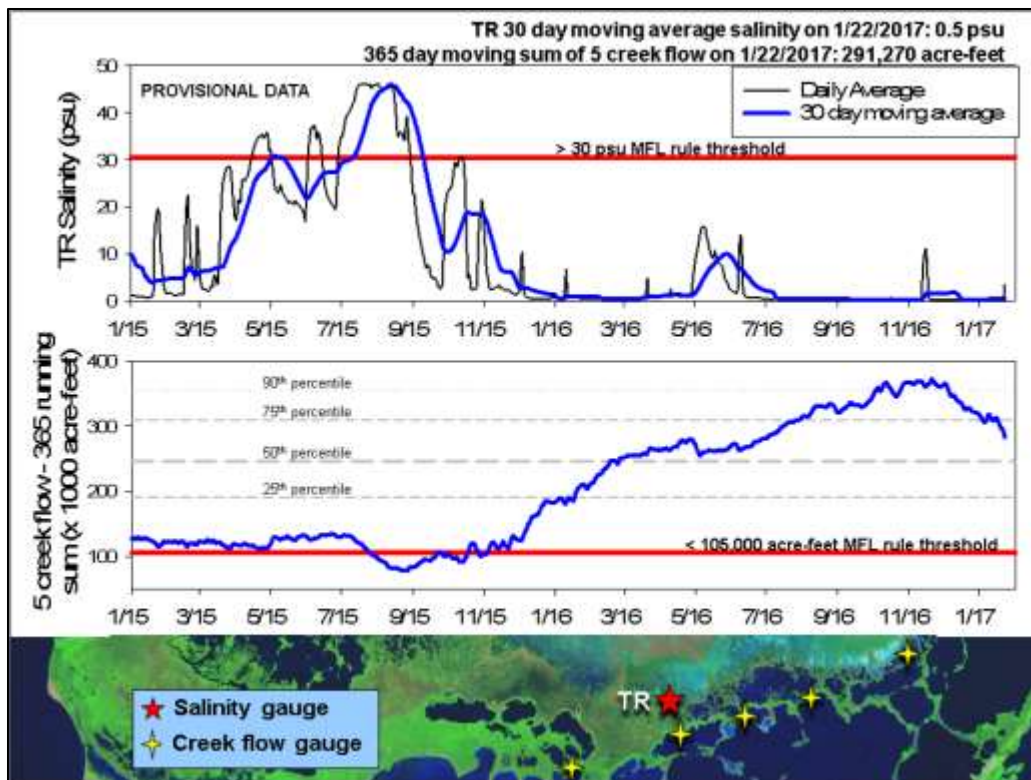 TR 30 day moving average salinity on 1/22/2017: 0.5 psu
365 day moving sum of 5 creek flow on 1/22/2017: 291,270 acre-feet
PROVISIONAL DATA
Daily Average
30 day moving average
> 30 psu MFL rule threshold
TR Salinity (psu)
50
40
30
20
10
0
1/15 3/15 5/15 7/15 9/15 11/15 1/16 3/16 5/16 7/16 9/16 11/16 1/17
5 creek flow - 365 running
sum (x 1000 acre-feet)
400
300
200
100
90th percentile
75th percentile
50th percentile
25th percentile
< 105,000 acre-feet MFL rule threshold
1/15 3/15 5/15 7/15 9/15 11/15 1/16 3/16 5/16 7/16 9/16 11/16 1/17
TR
Salinity gauge
Creek flow gauge